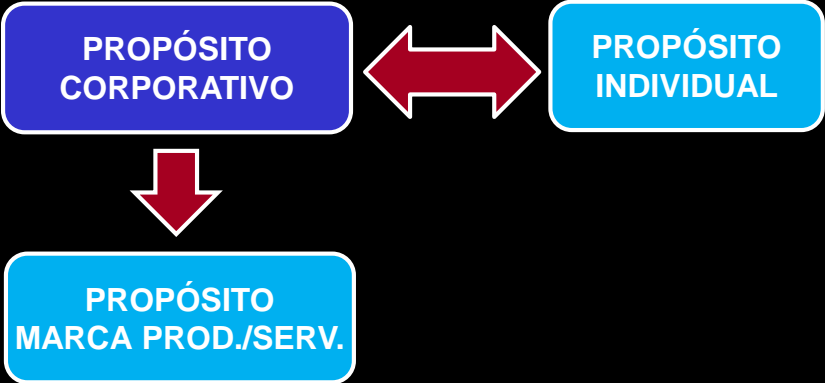 PROPÓSITO
CORPORATIVO
PROPÓSITO
INDIVIDUAL
PROPÓSITO
MARCA PROD./SERV.